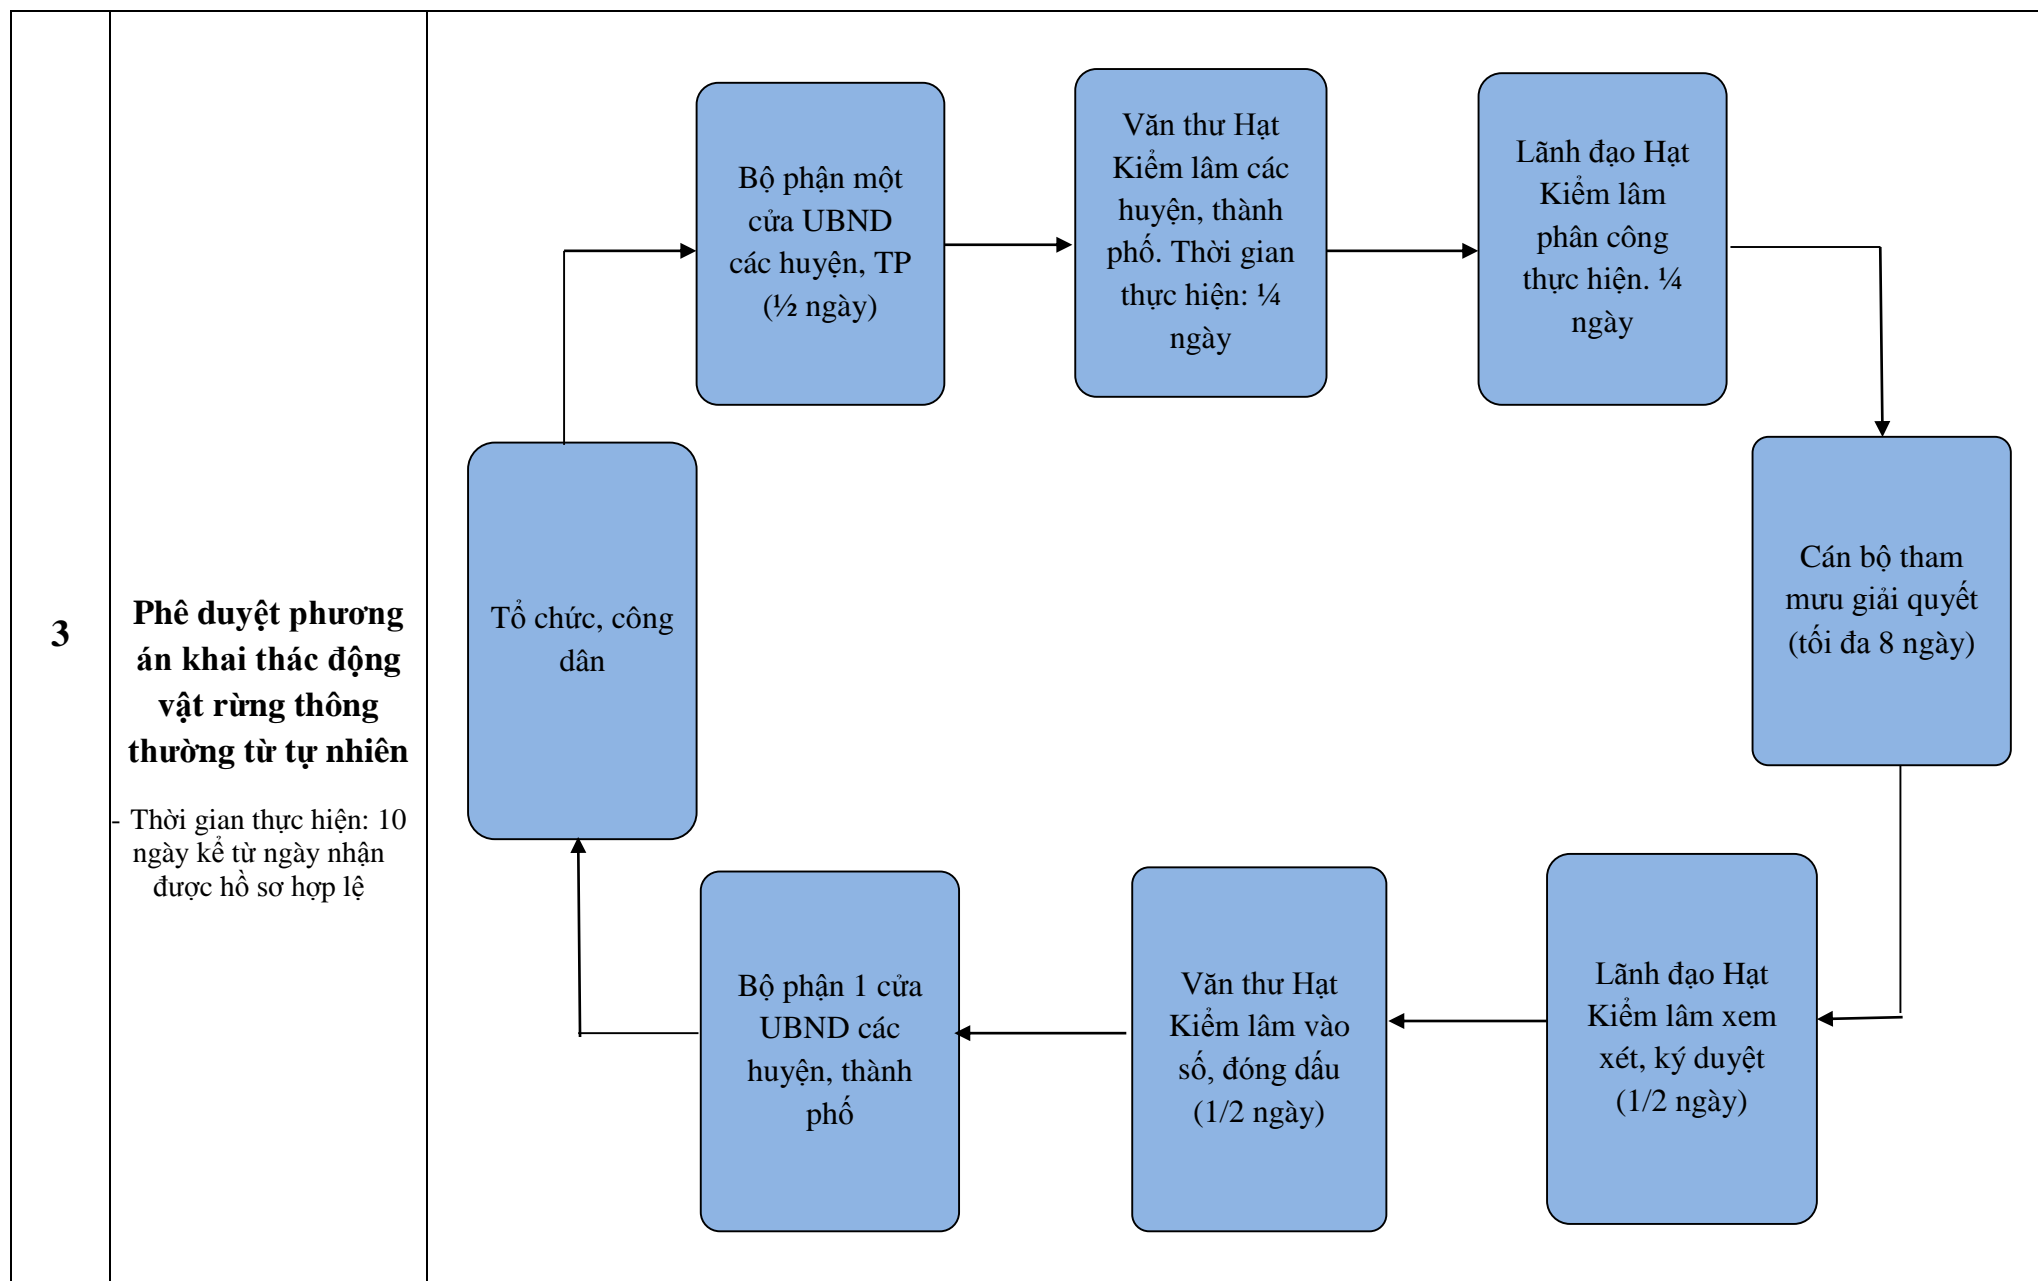 3
Phê duyệt phương
án khai thác động
vật rừng thông
thường từ tự nhiên
- Thời gian thực hiện: 10
ngày kể từ ngày nhận
được hồ sơ hợp lệ
Tổ chức, công
dân
Bộ phận một
cửa UBND
các huyện, TP
(½ ngày)
Văn thư Hạt
Kiểm lâm các
huyện, thành
phố. Thời gian
thực hiện: ¼
ngày
Lãnh đạo Hạt
Kiểm lâm
phân công
thực hiện. ¼
ngày
Cán bộ tham
mưu giải quyết
(tối đa 8 ngày)
Lãnh đạo Hạt
Kiểm lâm xem
xét, ký duyệt
(1/2 ngày)
Văn thư Hạt
Kiểm lâm vào
số, đóng dấu
(1/2 ngày)
Bộ phận 1 cửa
UBND các
huyện, thành
phố